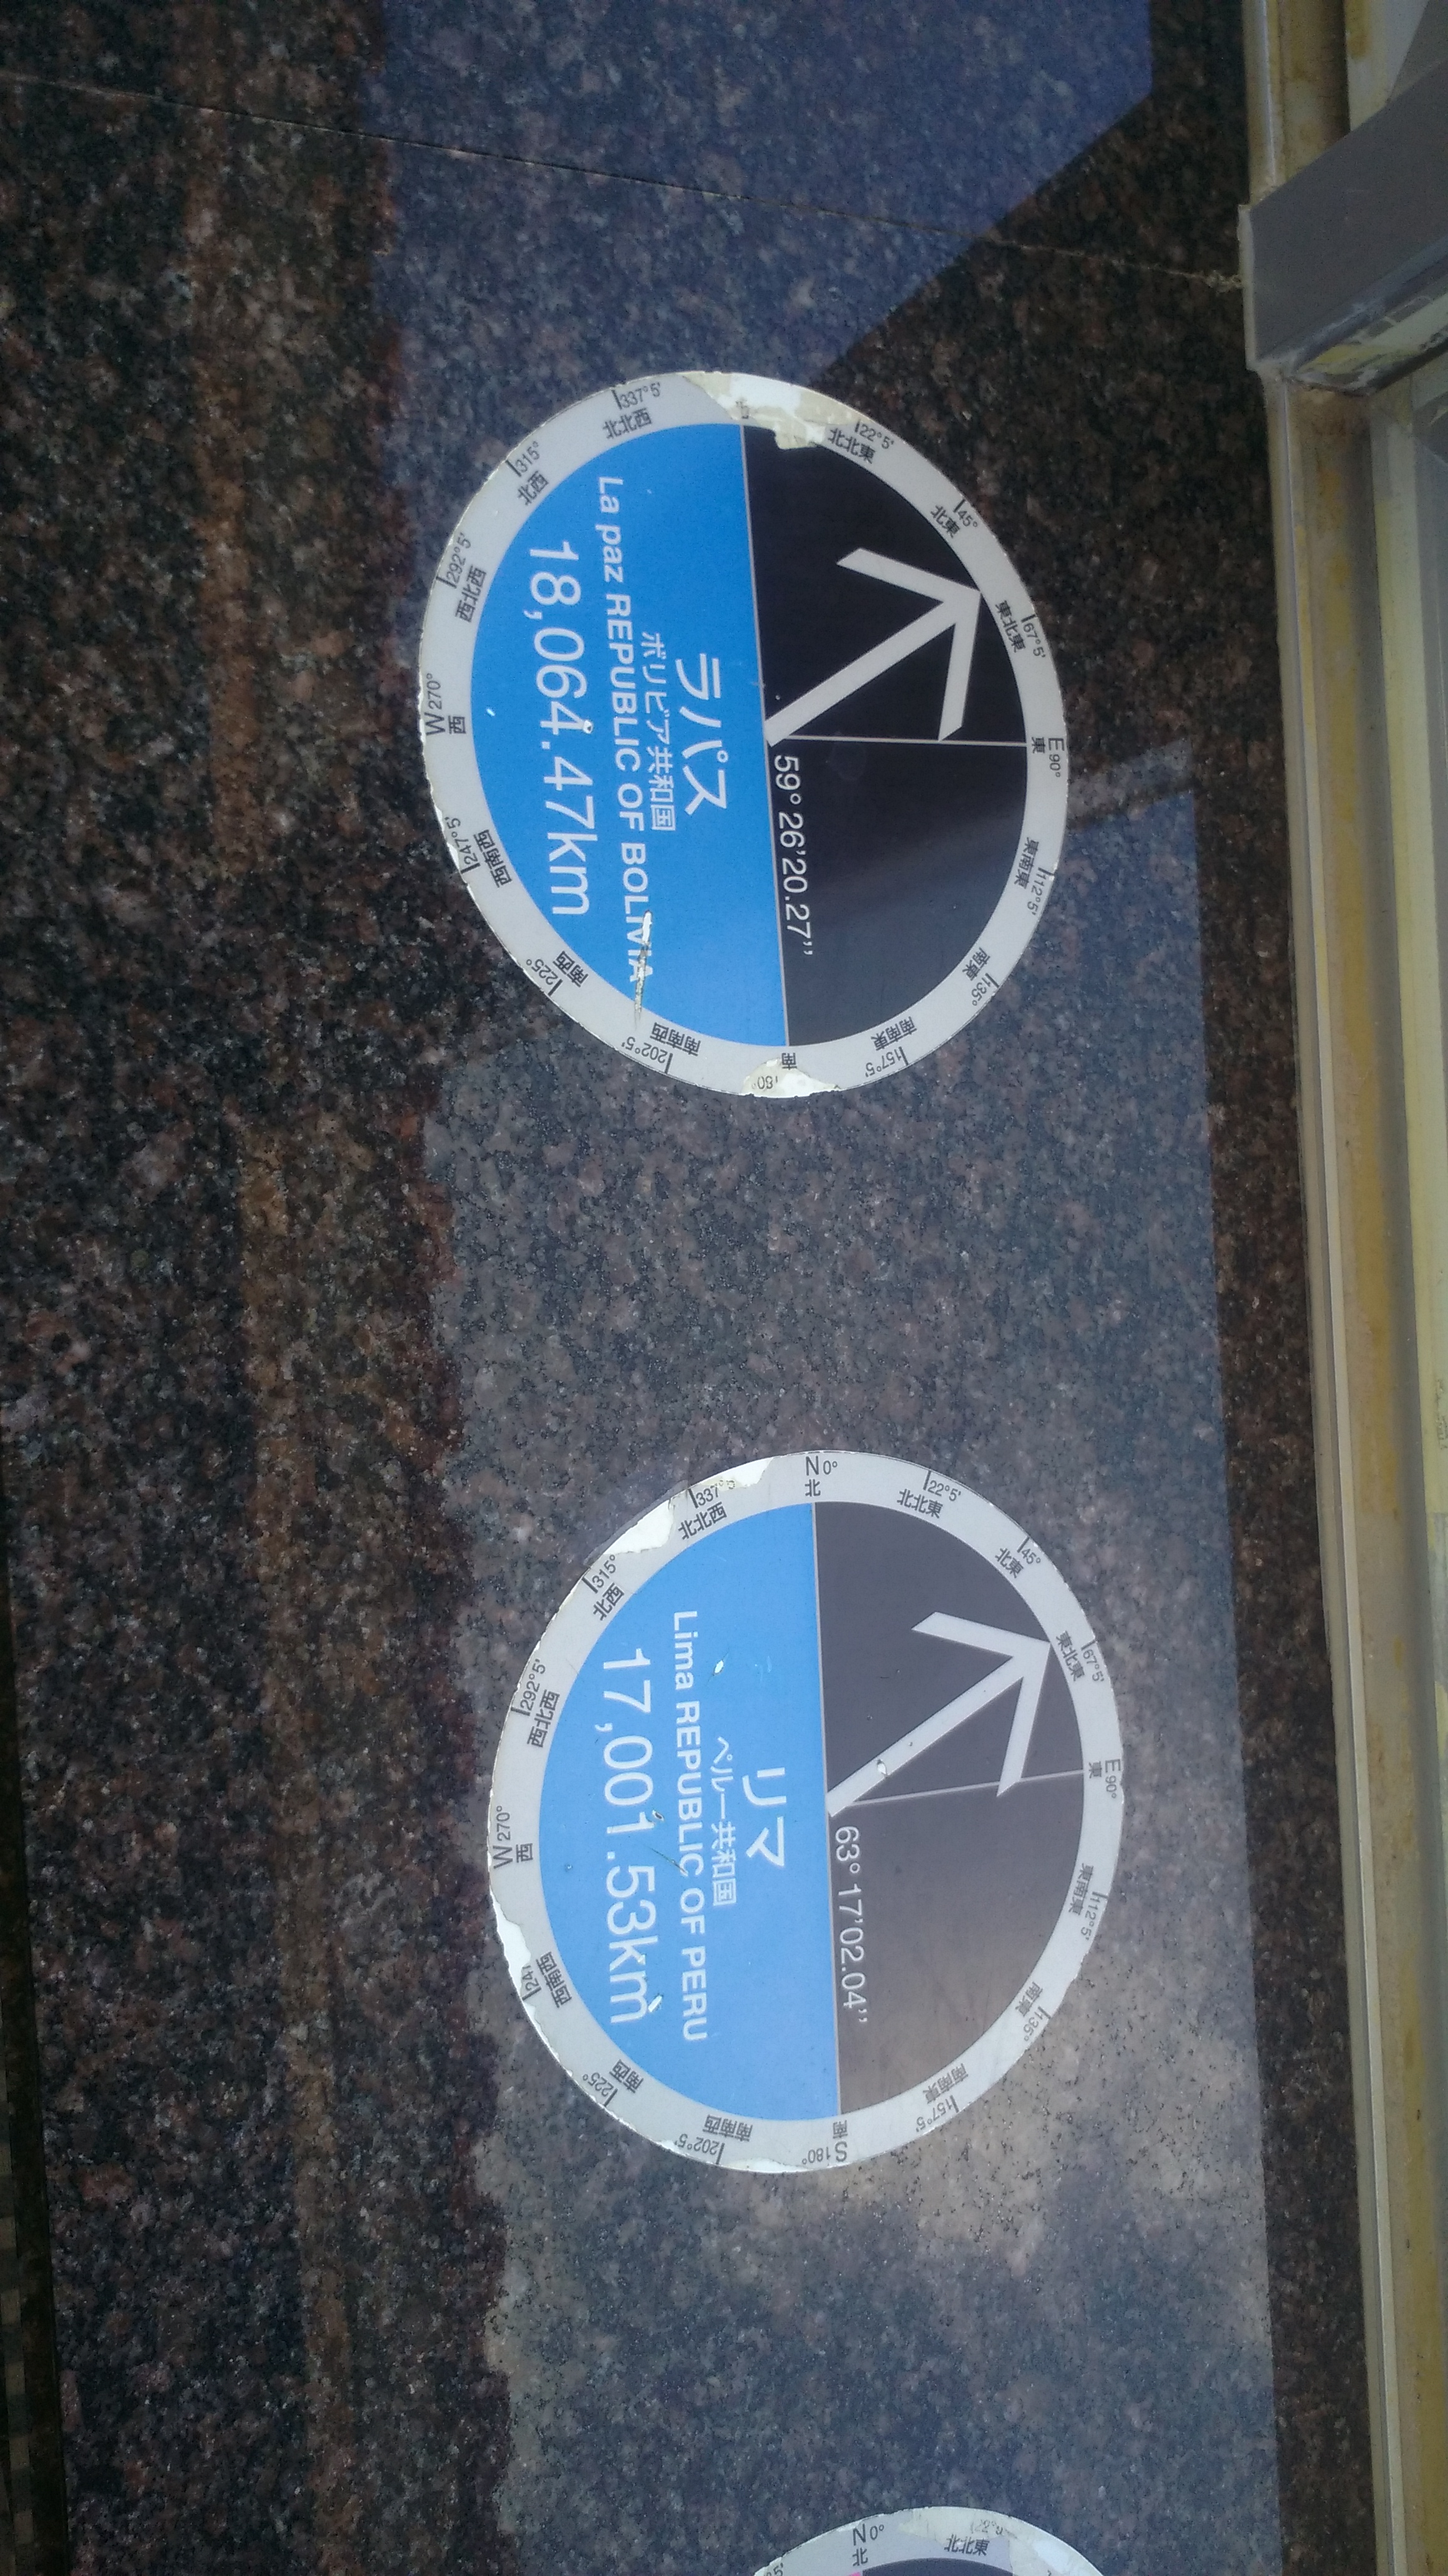 22°5'
北北東
45°
北東
67°5'
東北東
E 90°
東
112°5'
東南東
135°
南東
157°5'
南南東
南
202°5'
南南西
225°
南西
247°5'
西南西
W 270°
西
292°5'
西北西
315°
北西
337°5'
北北西
59° 26'20.27''
ラパス
ボリビア共和国
La paz REPUBLIC OF BOLIVIA
18,064.47km
N 0°
北
22°5'
北北東
45°
北東
67°5'
東北東
E 90°
東
112°5'
東南東
135°
南東
157°5'
南南東
S 180°
南
202°5'
南南西
225°
南西
西南西
W 270°
西
292°5'
西北西
315°
北西
337°5'
北北西
63° 17'02.04''
リマ
ペルー共和国
Lima REPUBLIC OF PERU
17,001.53km
N 0°
北
北北東